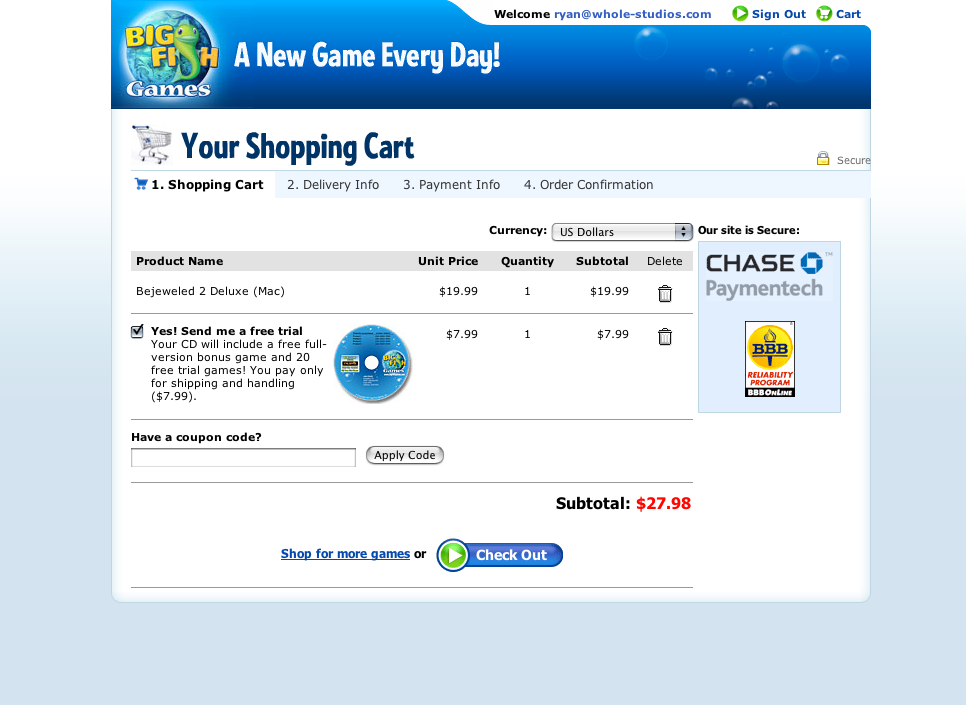 Welcome ryan@whole-studios.com Sign Out Cart
BIG
FISH
Games
A New Game Every Day!
Your Shopping Cart
Secure
1. Shopping Cart 2. Delivery Info 3. Payment Info 4. Order Confirmation
Currency: US Dollars
Our site is Secure:
Product Name Unit Price Quantity Subtotal Delete
Bejeweled 2 Deluxe (Mac) $19.99 1 $19.99
Yes! Send me a free trial $7.99 1 $7.99
Your CD will include a free full-
version bonus game and 20
free trial games! You pay only
for shipping and handling
($7.99).
BIG
FISH
Games
CHASE™
Paymentech
BBB
RELIABILITY
PROGRAM
BBBOnLine
Have a coupon code?
Apply Code
Subtotal: $27.98
Shop for more games or Check Out